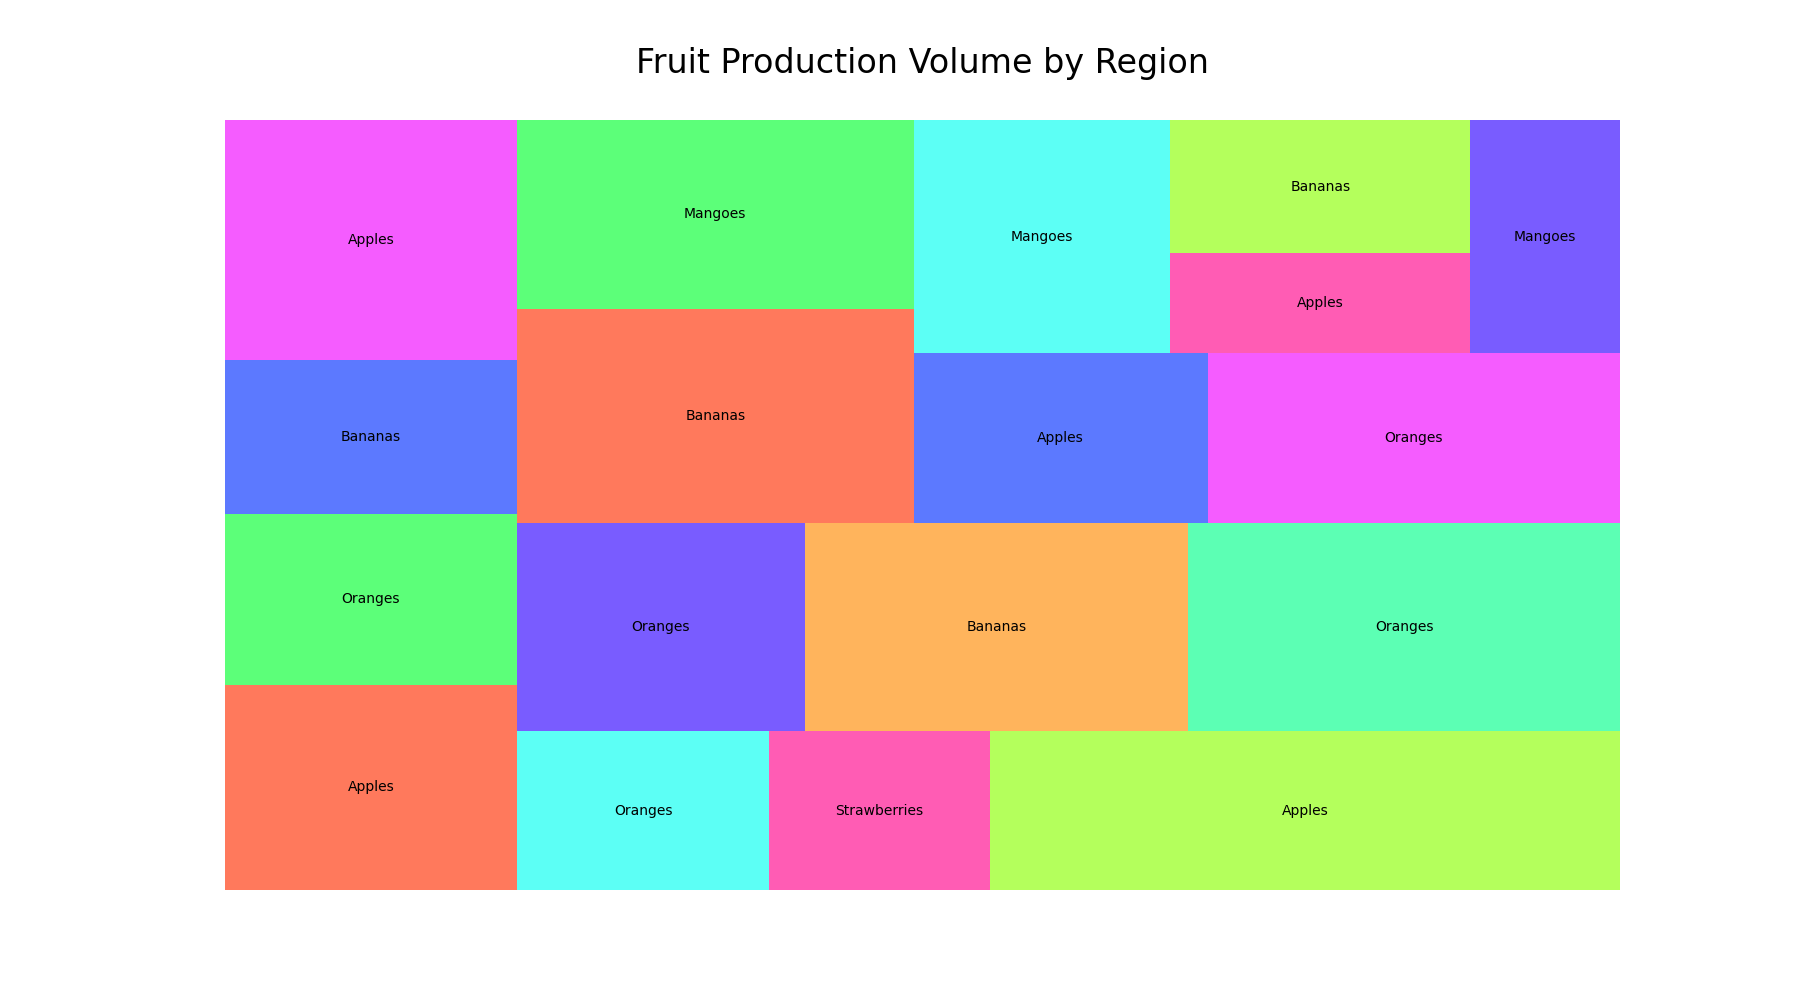 Fruit Production Volume by Region
Apples
Mangoes
Mangoes
Bananas
Mangoes
Apples
Bananas
Bananas
Apples
Oranges
Oranges
Oranges
Bananas
Oranges
Apples
Oranges
Strawberries
Apples